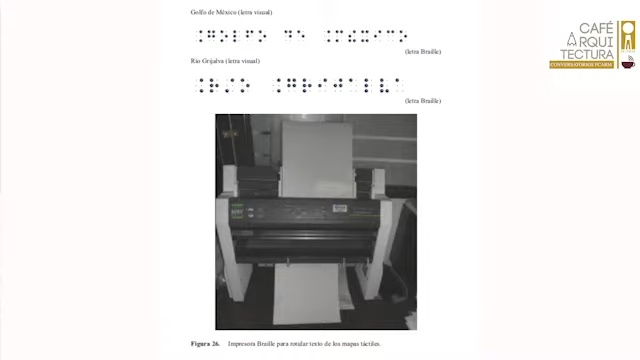 Golfo de México (letra visual)
(letra Braille)
Río Grijalva (letra visual)
(letra Braille)
Figura 26. Impresora Braille para rotular texto de los mapas táctiles.
CAFÉ
ARQUI
TECTURA
CONVERSATORIOS FCARM